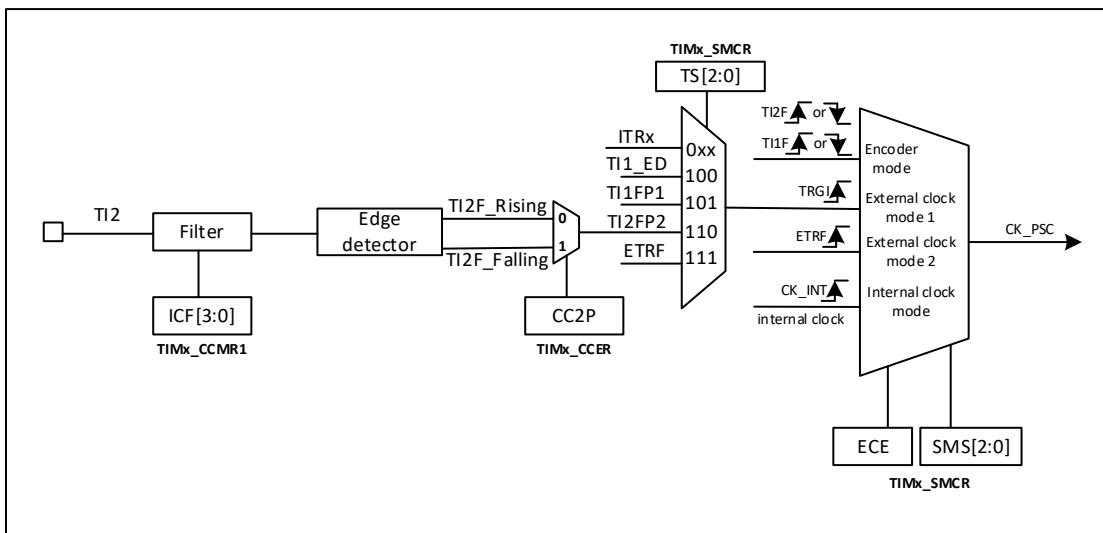 TIMx_SMCR
TS[2:0]
TI2F or
TI1F or
ITRx
0xx
TI1_ED
100
TI1FP1
101
TI2FP2
110
ETRF
111
Encoder
mode
TRGI
External clock
mode 1
ETRF
External clock
mode 2
CK_INT
internal clock
Internal clock
mode
CK_PSC
TI2
Filter
Edge
detector
TI2F_Rising
0
1
TI2F_Falling
ICF[3:0]
TIMx_CCMR1
CC2P
TIMx_CCER
ECE
SMS[2:0]
TIMx_SMCR